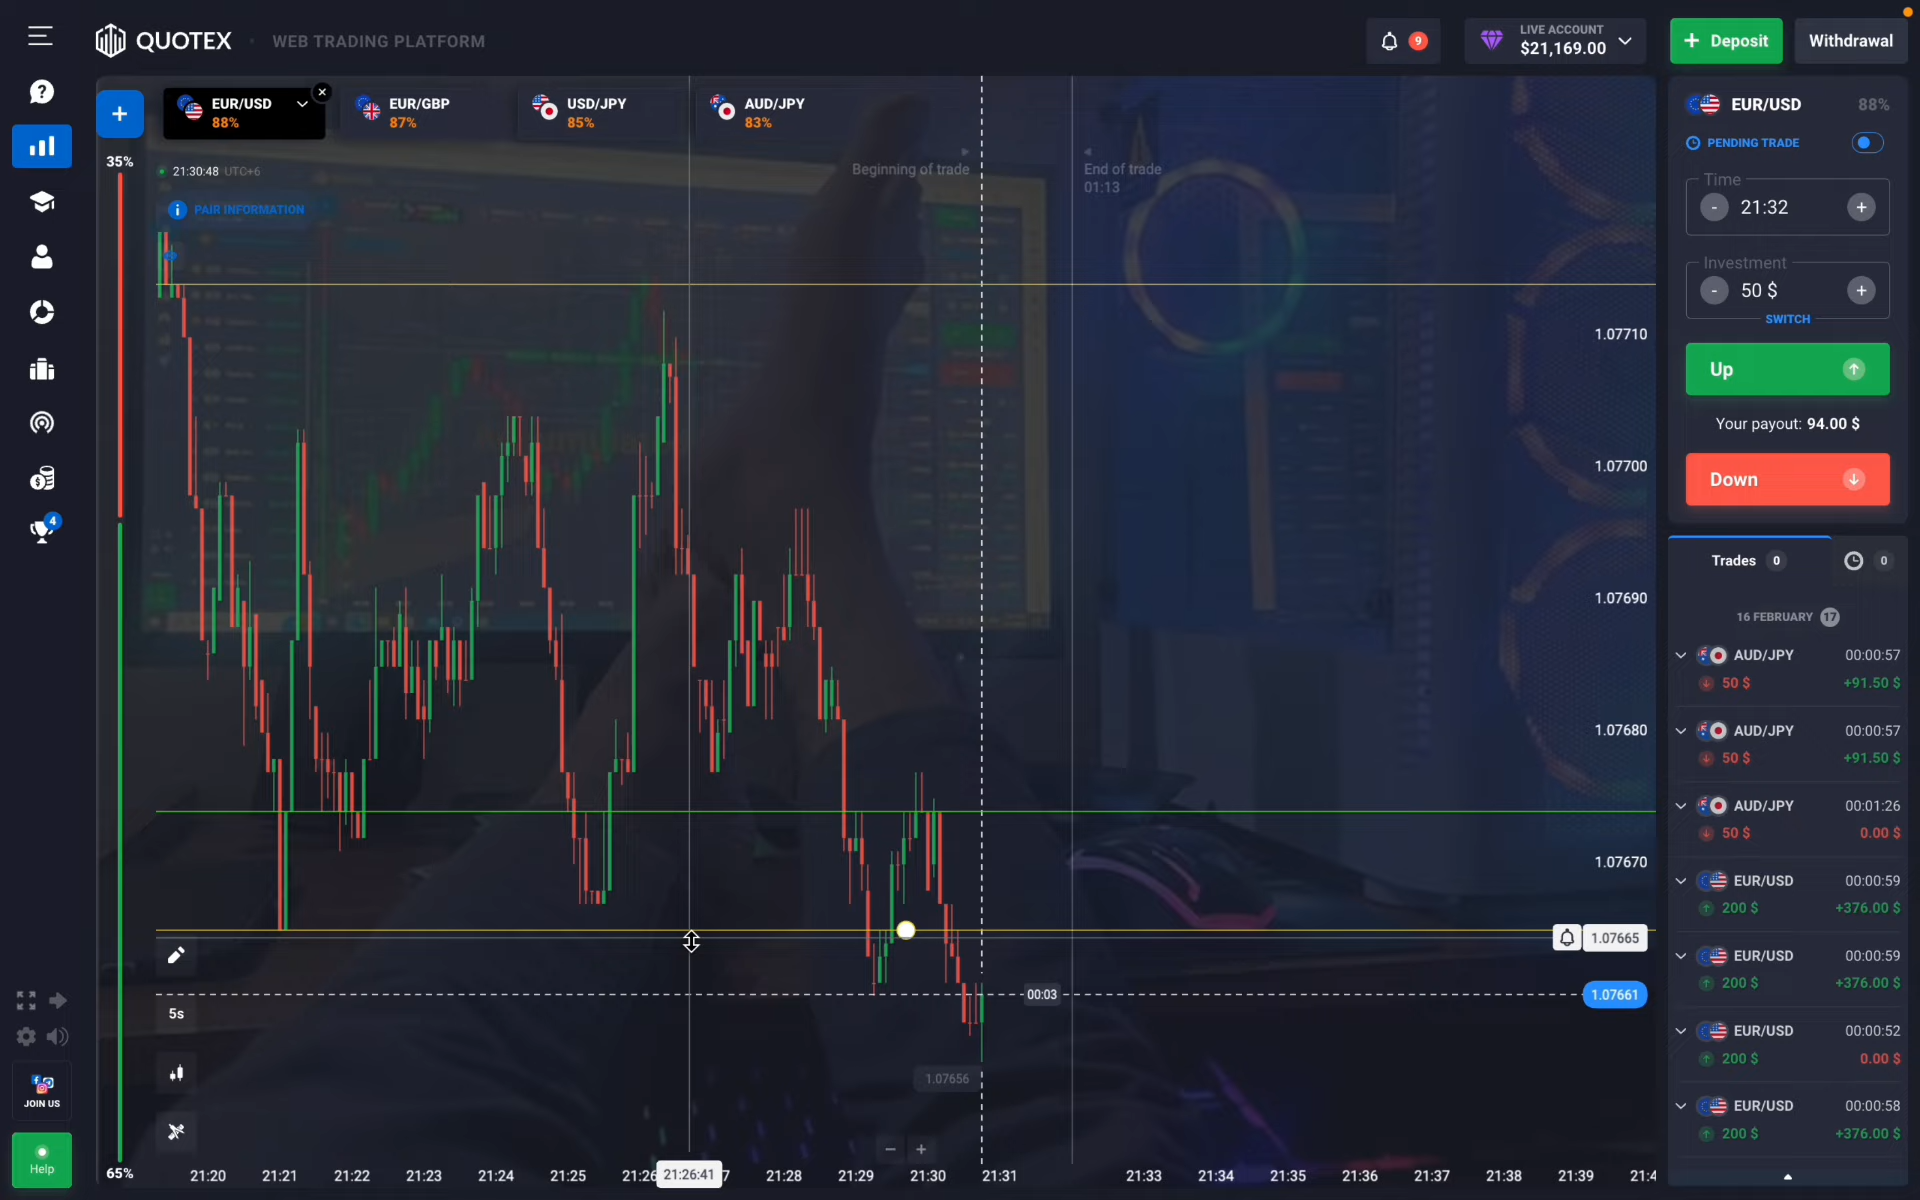 QUOTEX
WEB TRADING PLATFORM
9
LIVE ACCOUNT
$21,169.00
+ Deposit
Withdrawal
+
EUR/USD
88%
EUR/GBP
87%
USD/JPY
85%
AUD/JPY
83%
EUR/USD
88%
PENDING TRADE
35%
21:30:48 UTC+6
Beginning of trade
End of trade
01:13
PAIR INFORMATION
Time
- 21:32 +
Investment
- 50 $ +
SWITCH
Up
Your payout: 94.00 $
Down
1.07710
1.07700
1.07690
1.07680
1.07670
1.07665
1.07661
00:03
1.07656
4
Trades 0
0
16 FEBRUARY 17
AUD/JPY 00:00:57
50 $ +91.50 $
AUD/JPY 00:00:57
50 $ +91.50 $
AUD/JPY 00:01:26
50 $ 0.00 $
EUR/USD 00:00:59
200 $ +376.00 $
EUR/USD 00:00:59
200 $ +376.00 $
EUR/USD 00:00:52
200 $ 0.00 $
EUR/USD 00:00:58
200 $ +376.00 $
5s
JOIN US
Help
65%
21:20 21:21 21:22 21:23 21:24 21:25 21:26 21:26:41 7 21:28 21:29 21:30 21:31 21:33 21:34 21:35 21:36 21:37 21:38 21:39 21:4